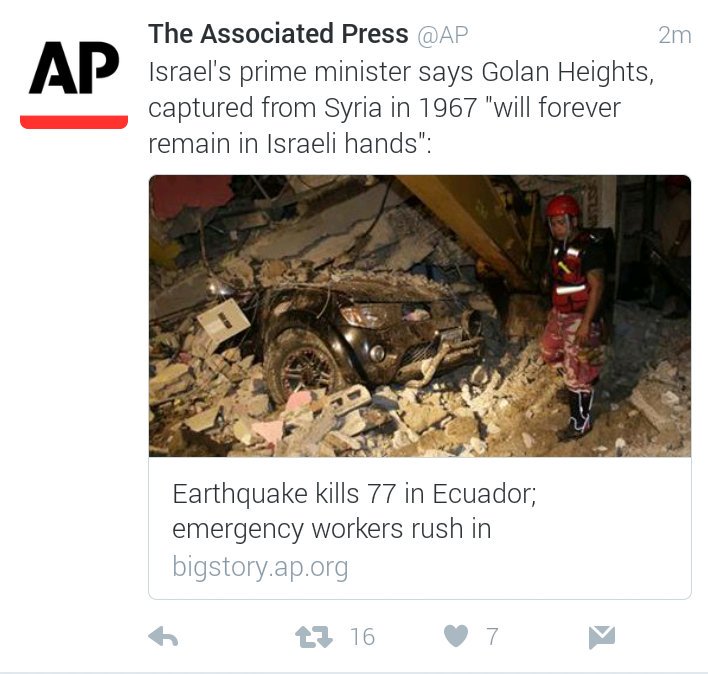 AP
The Associated Press @AP 2m
Israel's prime minister says Golan Heights,
captured from Syria in 1967 "will forever
remain in Israeli hands":
Earthquake kills 77 in Ecuador;
emergency workers rush in
bigstory.ap.org
16 7